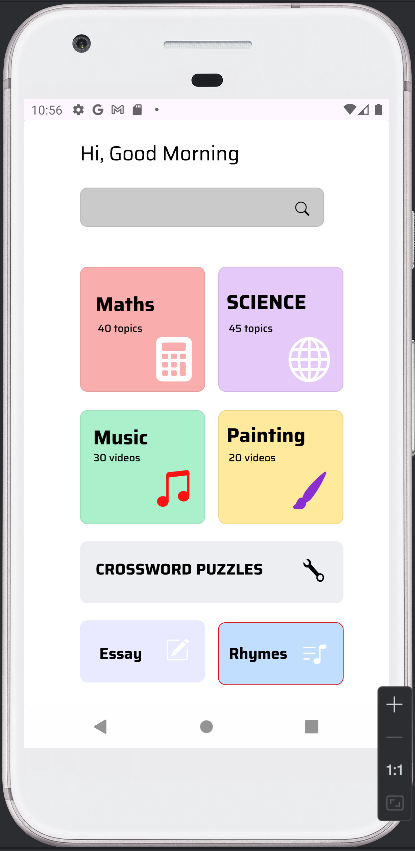 10:56
Hi, Good Morning
Maths
40 topics
SCIENCE
45 topics
Music
30 videos
Painting
20 videos
CROSSWORD PUZZLES
Essay
Rhymes
1:1